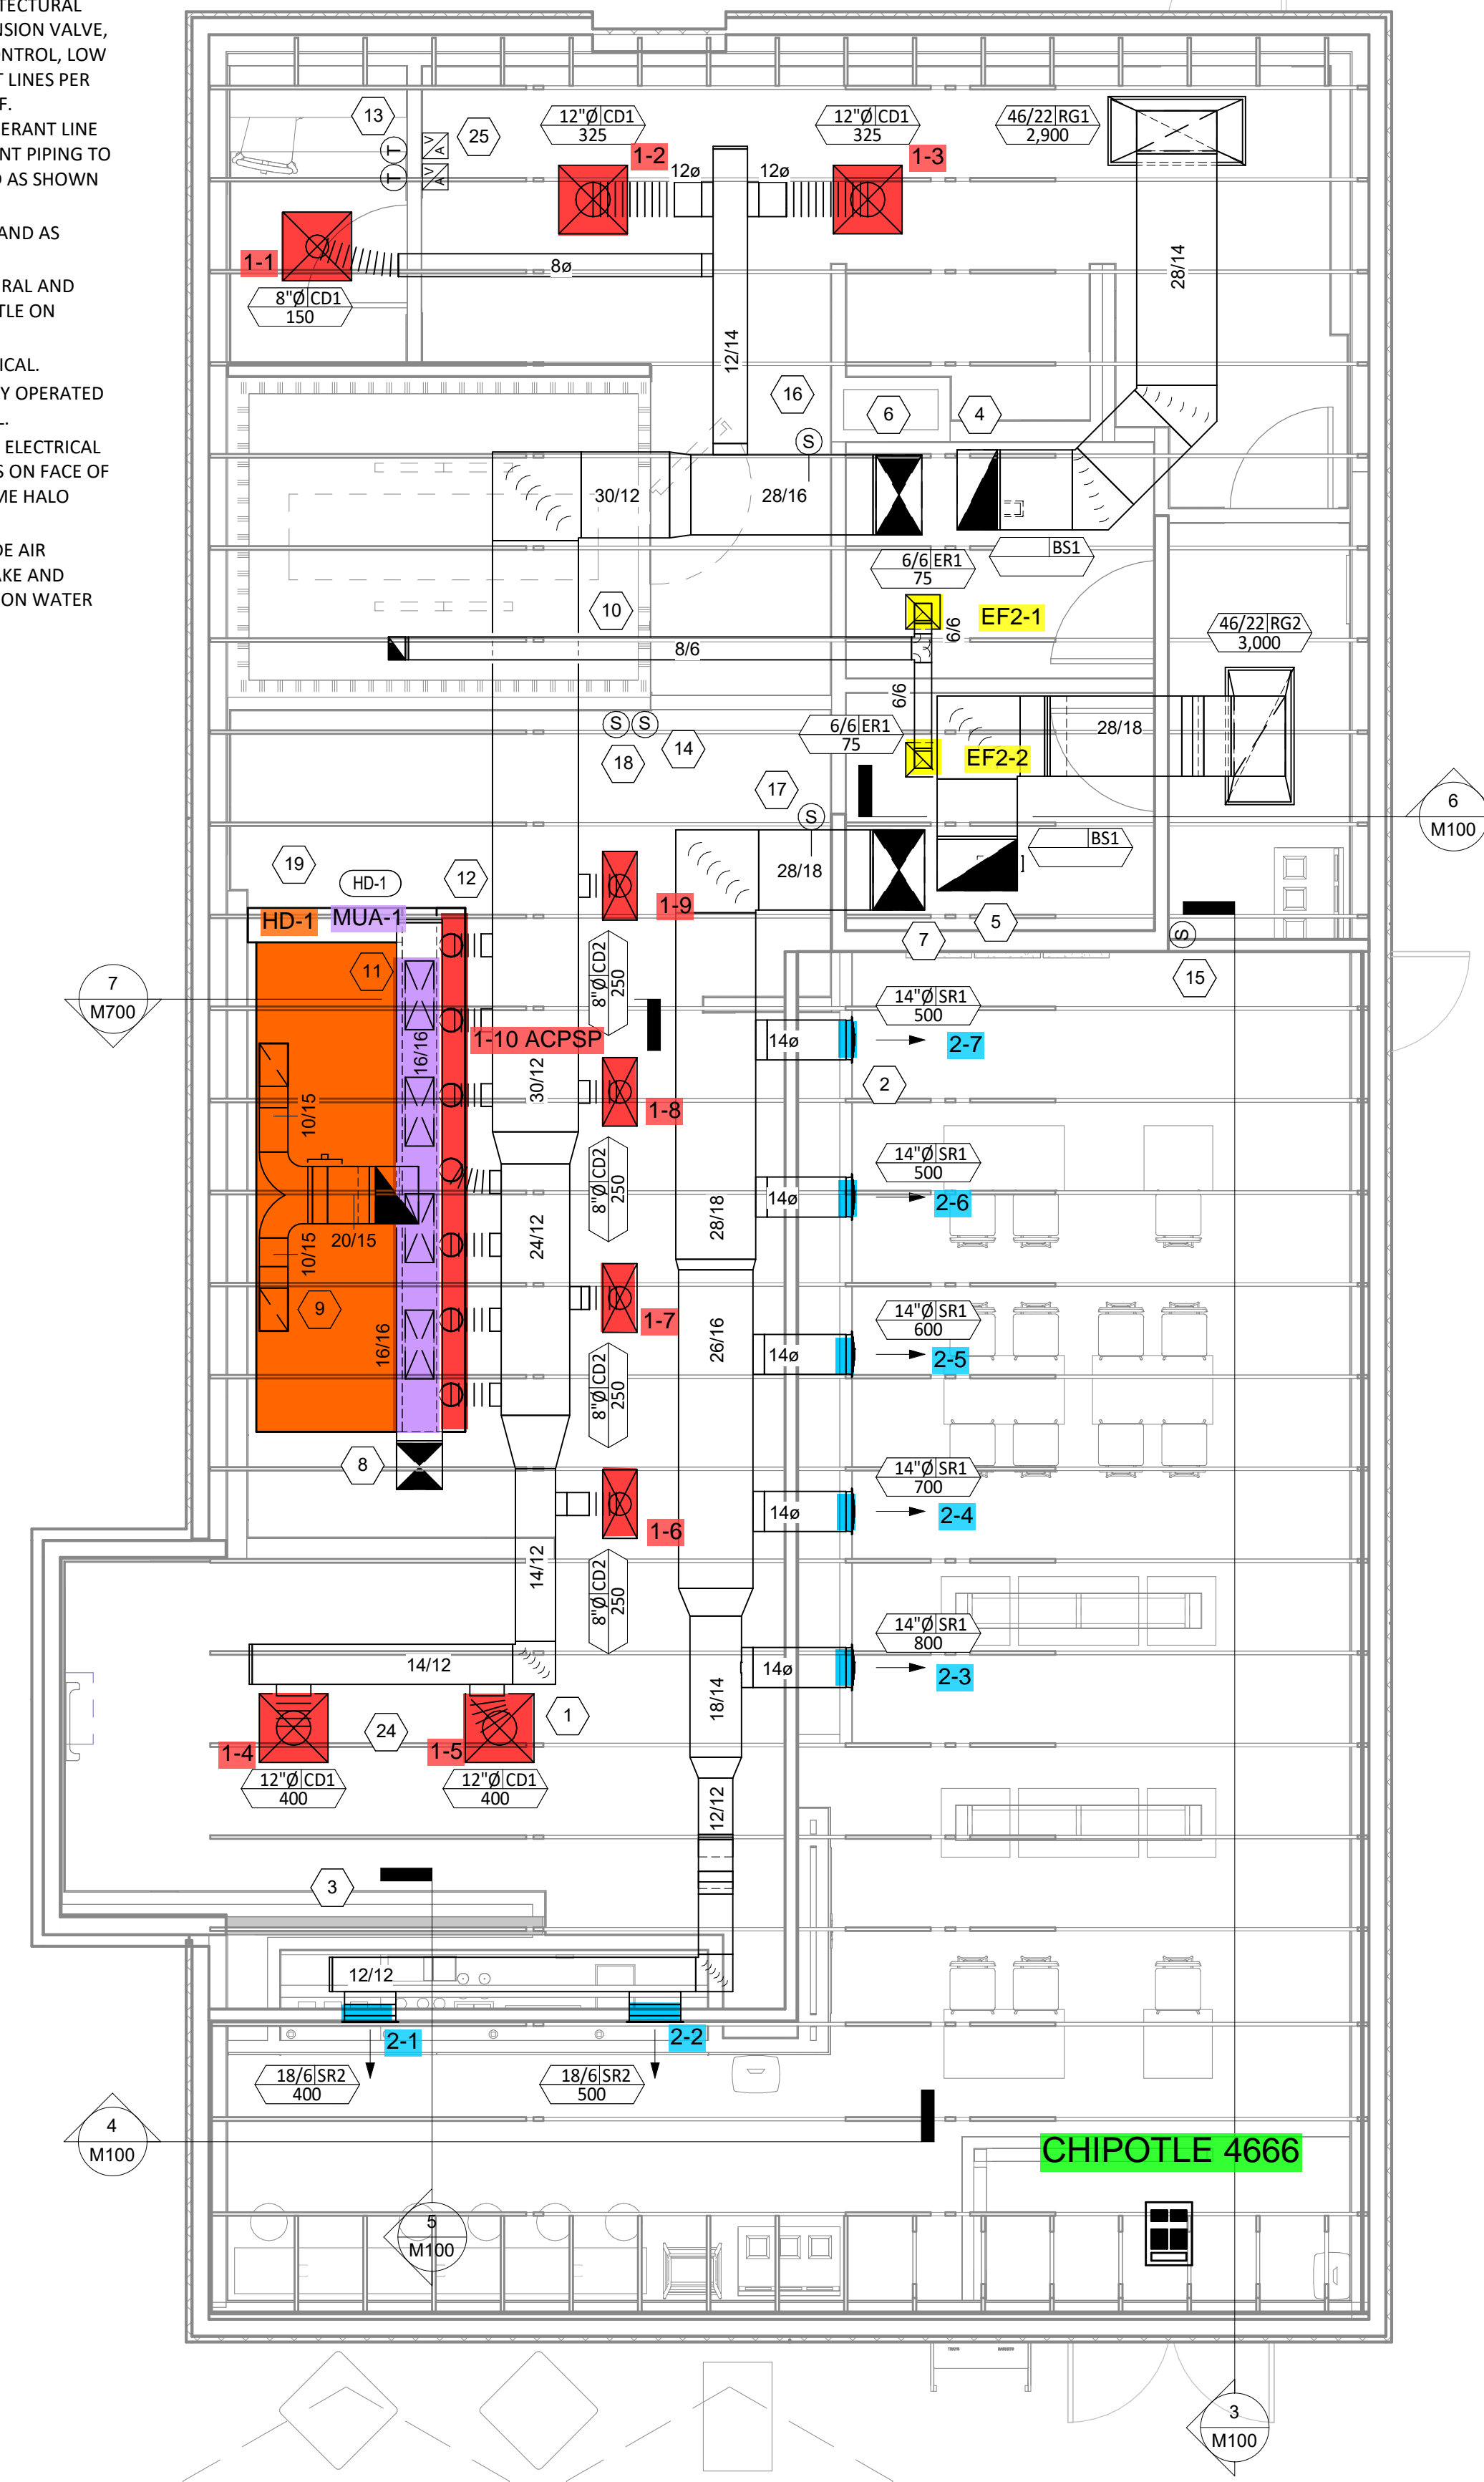 TECTURAL
NSION VALVE,
ONTROL, LOW
T LINES PER
F.
ERANT LINE
NT PIPING TO
D AS SHOWN
AND AS
RAL AND
TLE ON
ICAL.
Y OPERATED
L.
ELECTRICAL
S ON FACE OF
ME HALO
DE AIR
AKE AND
ON WATER
13
T
T
V
A
V
A
25
12"Ø CD1
325
12"Ø CD1
325
46/22 RG1
2,900
1-2
12ø
12ø
1-3
1-1
8ø
8"Ø CD1
150
28/14
12/14
16
6
4
S
30/12
28/16
BS1
6/6 ER1
75
10
EF2-1
6/6
8/6
46/22 RG2
3,000
6/6
S
S
14
18
6/6 ER1
75
EF2-2
28/18
17
S
6
M100
BS1
19
HD-1
12
28/18
1-9
HD-1
MUA-1
5
7
8"Ø CD2
250
S
15
11
7
M700
14"Ø SR1
500
16/16
1-10 ACPSP
14ø
2-7
2
30/12
1-8
10/15
14"Ø SR1
500
8"Ø CD2
250
14ø
2-6
28/18
24/12
20/15
10/15
9
16/16
1-7
14"Ø SR1
600
26/16
14ø
2-5
8"Ø CD2
250
8
14"Ø SR1
700
1-6
14ø
2-4
14/12
8"Ø CD2
250
14"Ø SR1
800
14/12
14ø
2-3
18/14
1
24
1-4
1-5
12"Ø CD1
400
12"Ø CD1
400
12/12
3
12/12
2-1
2-2
18/6 SR2
400
18/6 SR2
500
4
M100
CHIPOTLE 4666
5
M100
3
M100